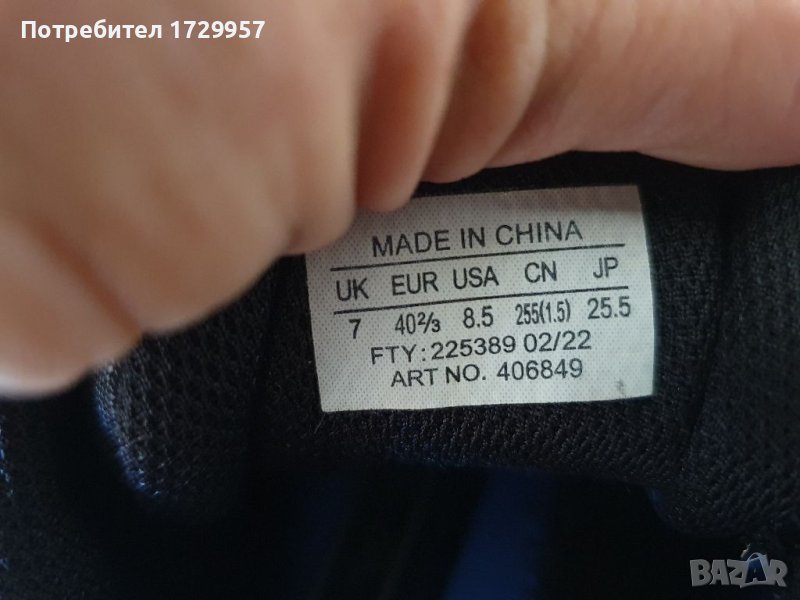 Потребител 1729957
MADE IN CHINA
UK EUR USA CN JP
7 40⅔ 8.5 255(1.5) 25.5
FTY: 225389 02/22
ART NO. 406849
BAZAR